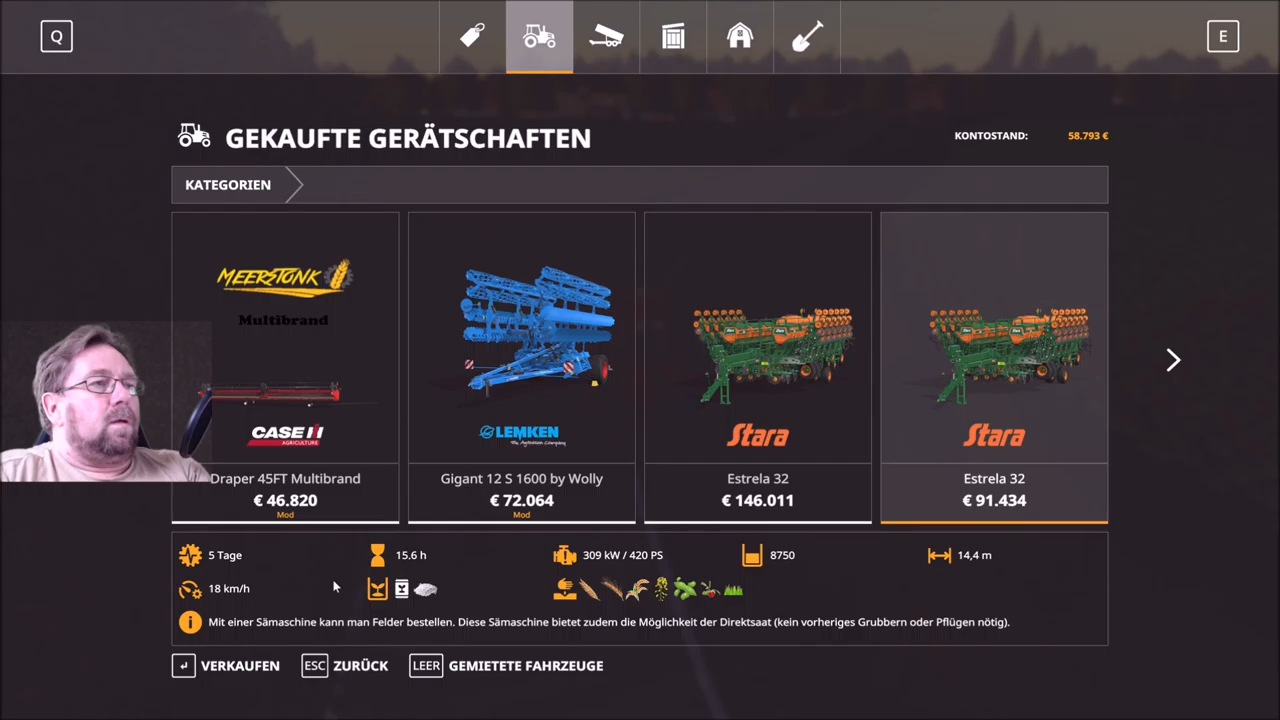 Q
E
GEKAUFTE GERÄTSCHAFTEN
KONTOSTAND: 58.793 €
KATEGORIEN
MEERSTONK
Multibrand
CASE IH
AGRICULTURE
LEMKEN
The Agrovision Company
Stara
Stara
Draper 45FT Multibrand
€ 46.820
Mod
Gigant 12 S 1600 by Wolly
€ 72.064
Mod
Estrela 32
€ 146.011
Estrela 32
€ 91.434
5 Tage
15.6 h
309 kW / 420 PS
8750
14,4 m
18 km/h
Mit einer Sämaschine kann man Felder bestellen. Diese Sämaschine bietet zudem die Möglichkeit der Direktsaat (kein vorheriges Grubbern oder Pflügen nötig).
VERKAUFEN
ESC ZURÜCK
LEER GEMIETETE FAHRZEUGE